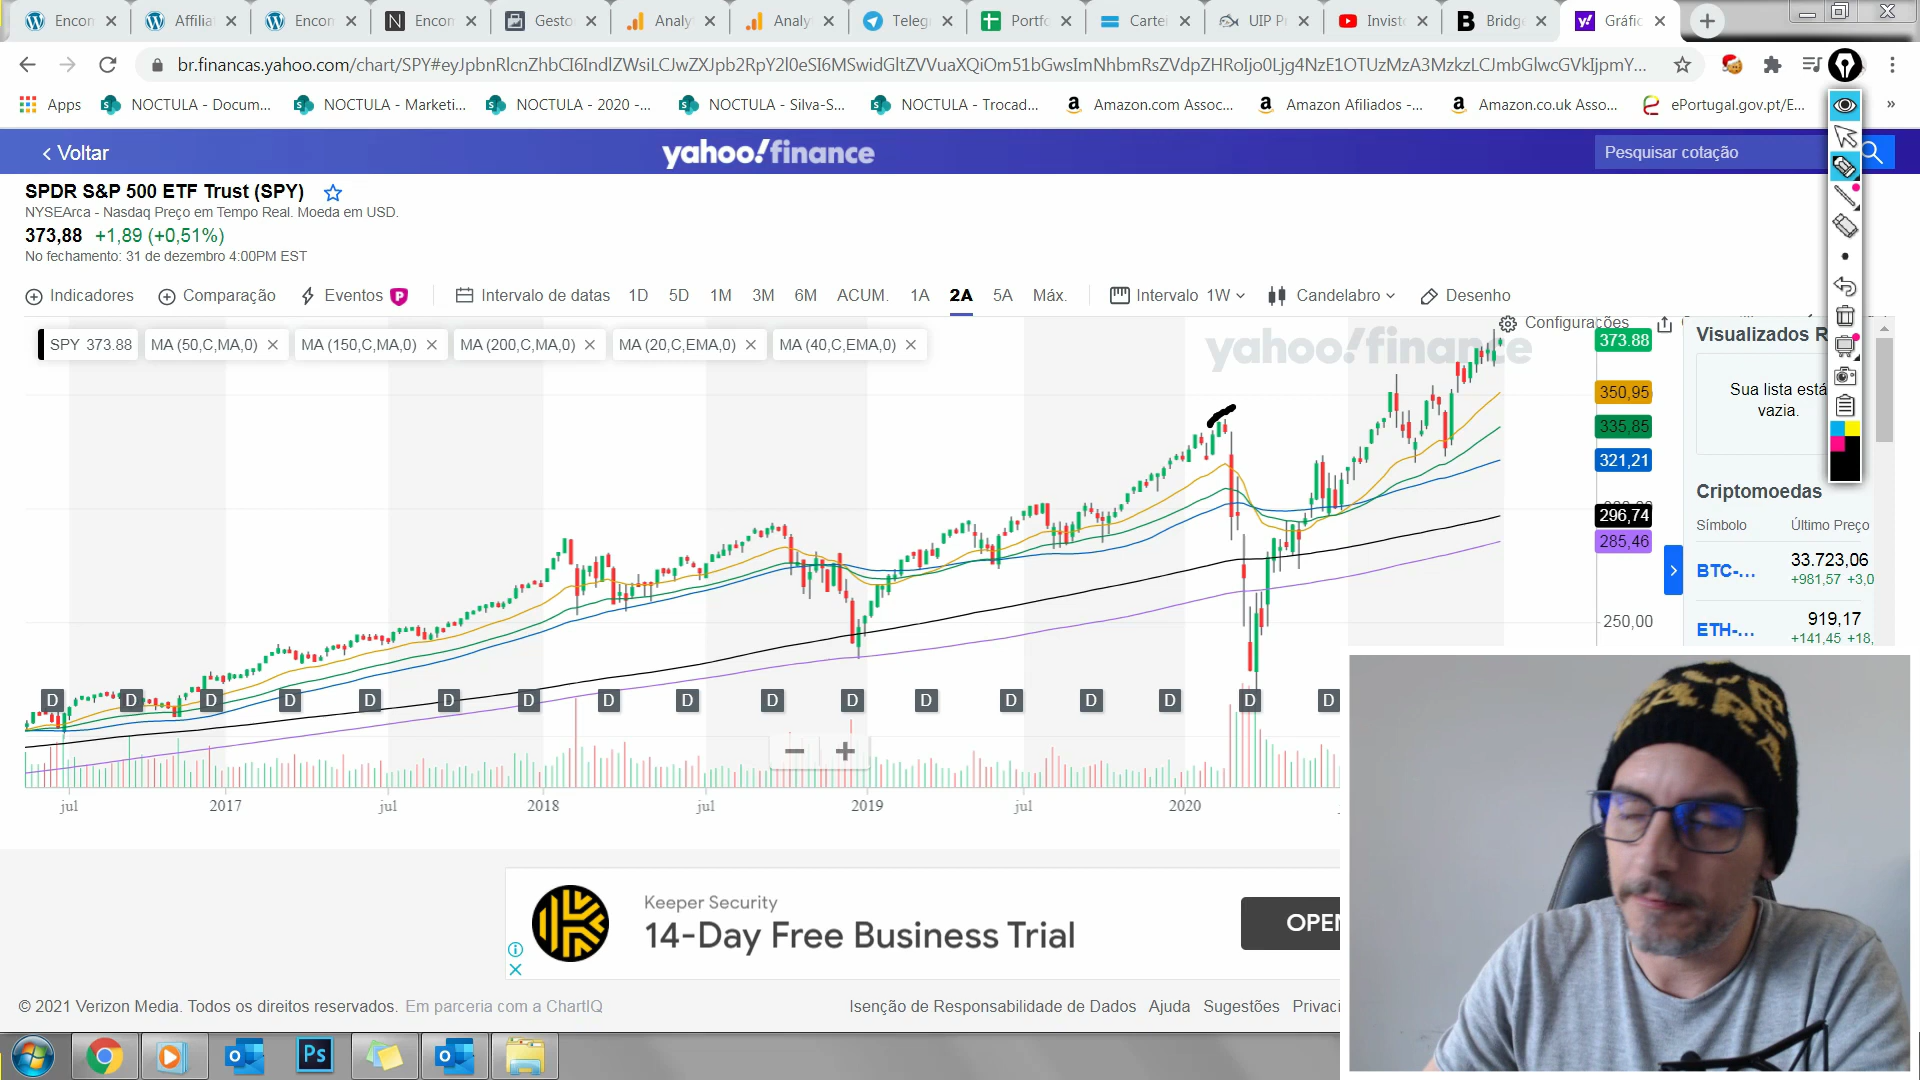 Encon
Affilia
Encon
Encom
Gesto
Analy
Analy
Teleg
Portfo
Cartei
UIP P
Invist
Bridg
Gráfic
br.financas.yahoo.com/chart/SPY#eyJpbnRlcnZhbCI6IndlZWsiLCJwZXJpb2RpY2l0eSI6MSwidGltZVVuaXQiOm51bGwsImNhbmRsZVdpZHRoIjo0Ljg4NzE1OTUzMzA3MzkzLCJmbGlwcGVkIjpmY...
Apps
NOCTULA - Docum...
NOCTULA - Marketi...
NOCTULA - 2020 -...
NOCTULA - Silva-S...
NOCTULA - Trocad...
Amazon.com Assoc...
Amazon Afiliados -...
Amazon.co.uk Asso...
ePortugal.gov.pt/E...
»
Voltar
yahoo!finance
Pesquisar cotação
SPDR S&P 500 ETF Trust (SPY)
NYSEArca - Nasdaq Preço em Tempo Real. Moeda em USD.
373,88 +1,89 (+0,51%)
No fechamento: 31 de dezembro 4:00PM EST
Indicadores
Comparação
Eventos P
Intervalo de datas
1D 5D 1M 3M 6M ACUM. 1A 2A 5A Máx.
Intervalo 1W
Candelabro
Desenho
Configurações
SPY 373.88
MA (50,C,MA,0)
MA (150,C,MA,0)
MA (200,C,MA,0)
MA (20,C,EMA,0)
MA (40,C,EMA,0)
yahoo!finance
373.88
350,95
335,85
321,21
296,74
285,46
250,00
Visualizados R
Sua lista está
vazia.
Criptomoedas
Símbolo Último Preço
BTC-... 33.723,06
+981,57 +3,0
ETH-... 919,17
+141,45 +18,
D D D D D D D D D D D D D D D D D
jul 2017 jul 2018 jul 2019 jul 2020
Keeper Security
14-Day Free Business Trial
OPEN
© 2021 Verizon Media. Todos os direitos reservados. Em parceria com a ChartIQ
Isenção de Responsabilidade de Dados Ajuda Sugestões Privaci
Ps